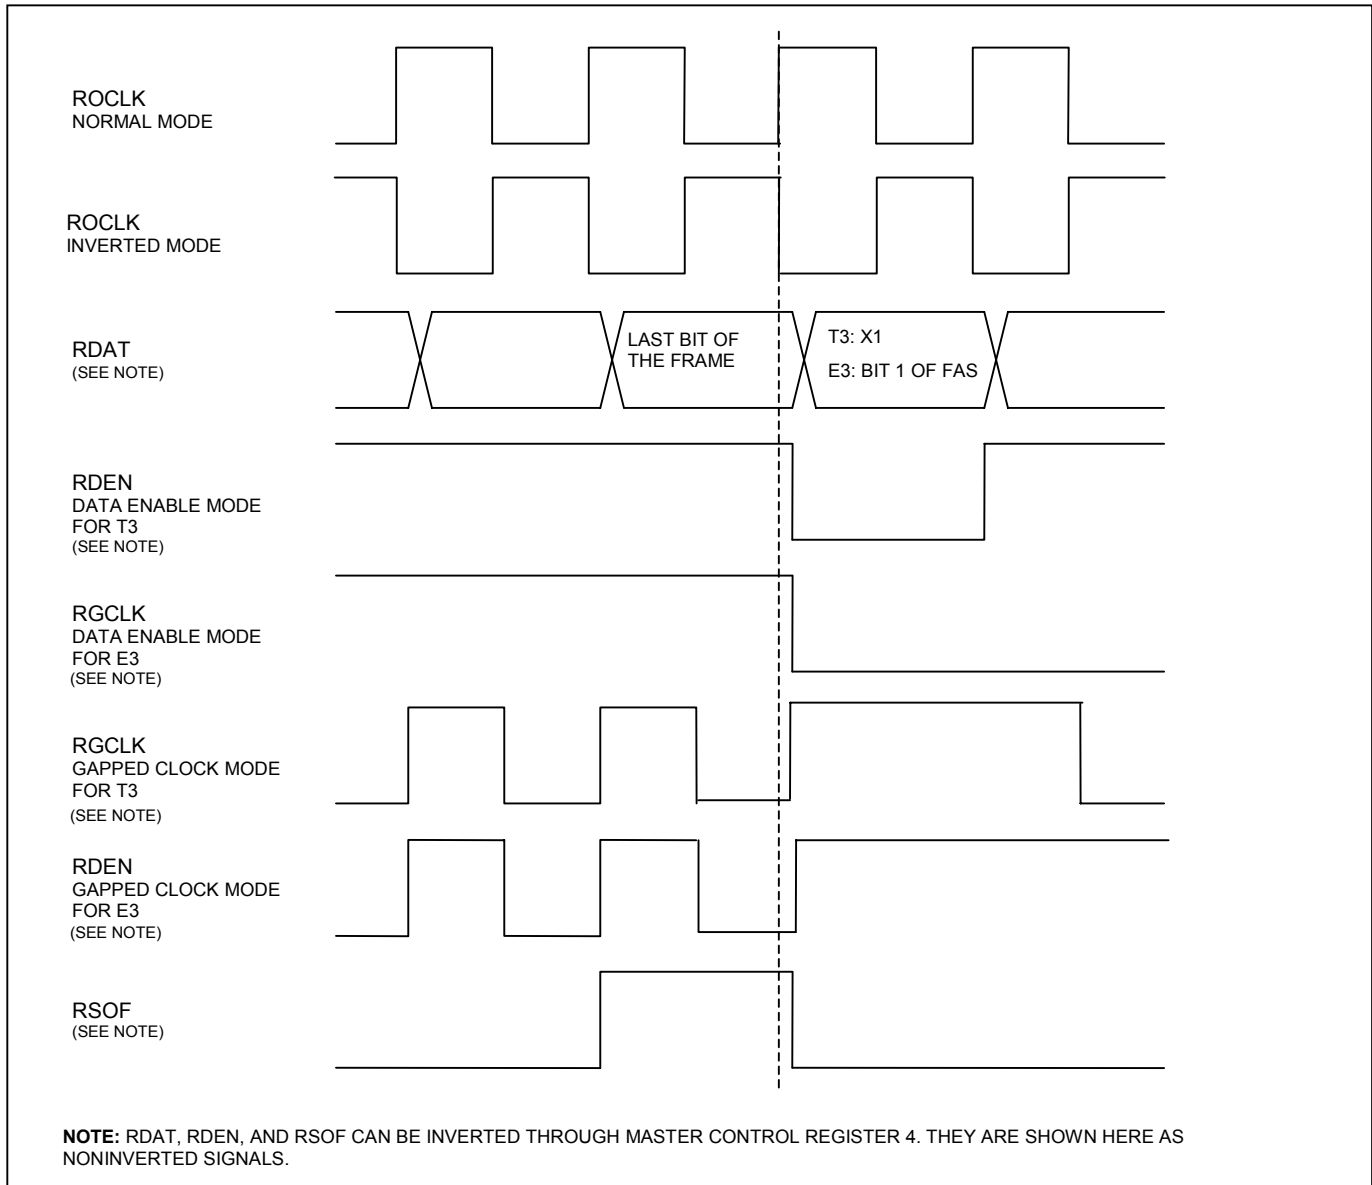 ROCLK
NORMAL MODE
ROCLK
INVERTED MODE
RDAT
(SEE NOTE)
LAST BIT OF
THE FRAME
T3: X1
E3: BIT 1 OF FAS
RDEN
DATA ENABLE MODE
FOR T3
(SEE NOTE)
RGCLK
DATA ENABLE MODE
FOR E3
(SEE NOTE)
RGCLK
GAPPED CLOCK MODE
FOR T3
(SEE NOTE)
RDEN
GAPPED CLOCK MODE
FOR E3
(SEE NOTE)
RSOF
(SEE NOTE)
NOTE: RDAT, RDEN, AND RSOF CAN BE INVERTED THROUGH MASTER CONTROL REGISTER 4. THEY ARE SHOWN HERE AS
NONINVERTED SIGNALS.